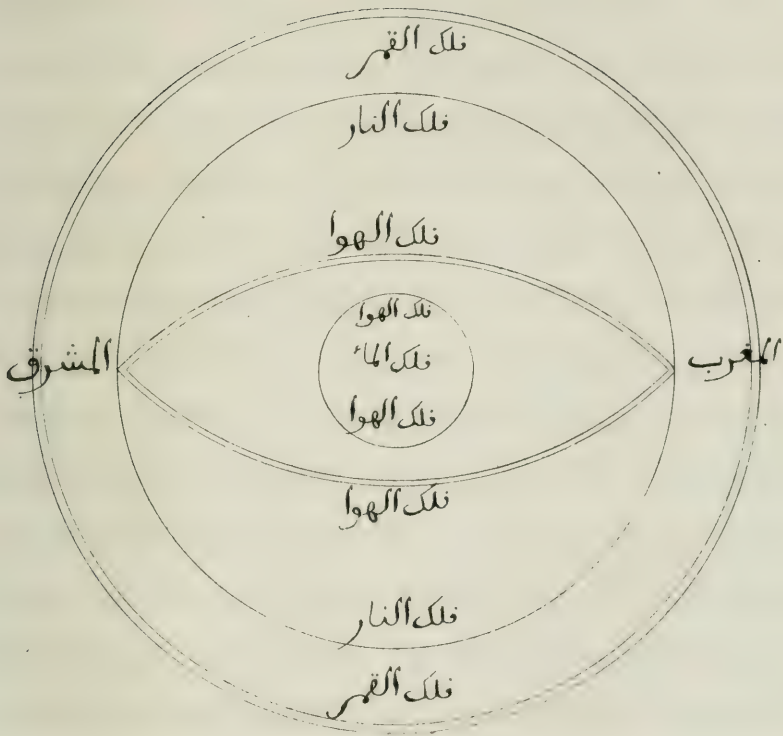 فلك القمر
فلك النار
فلك الهوا
فلك الهوا
المغرب
فلك الماء
المشرق
فلك الهوا
فلك الهوا
فلك النار
فلك القمر